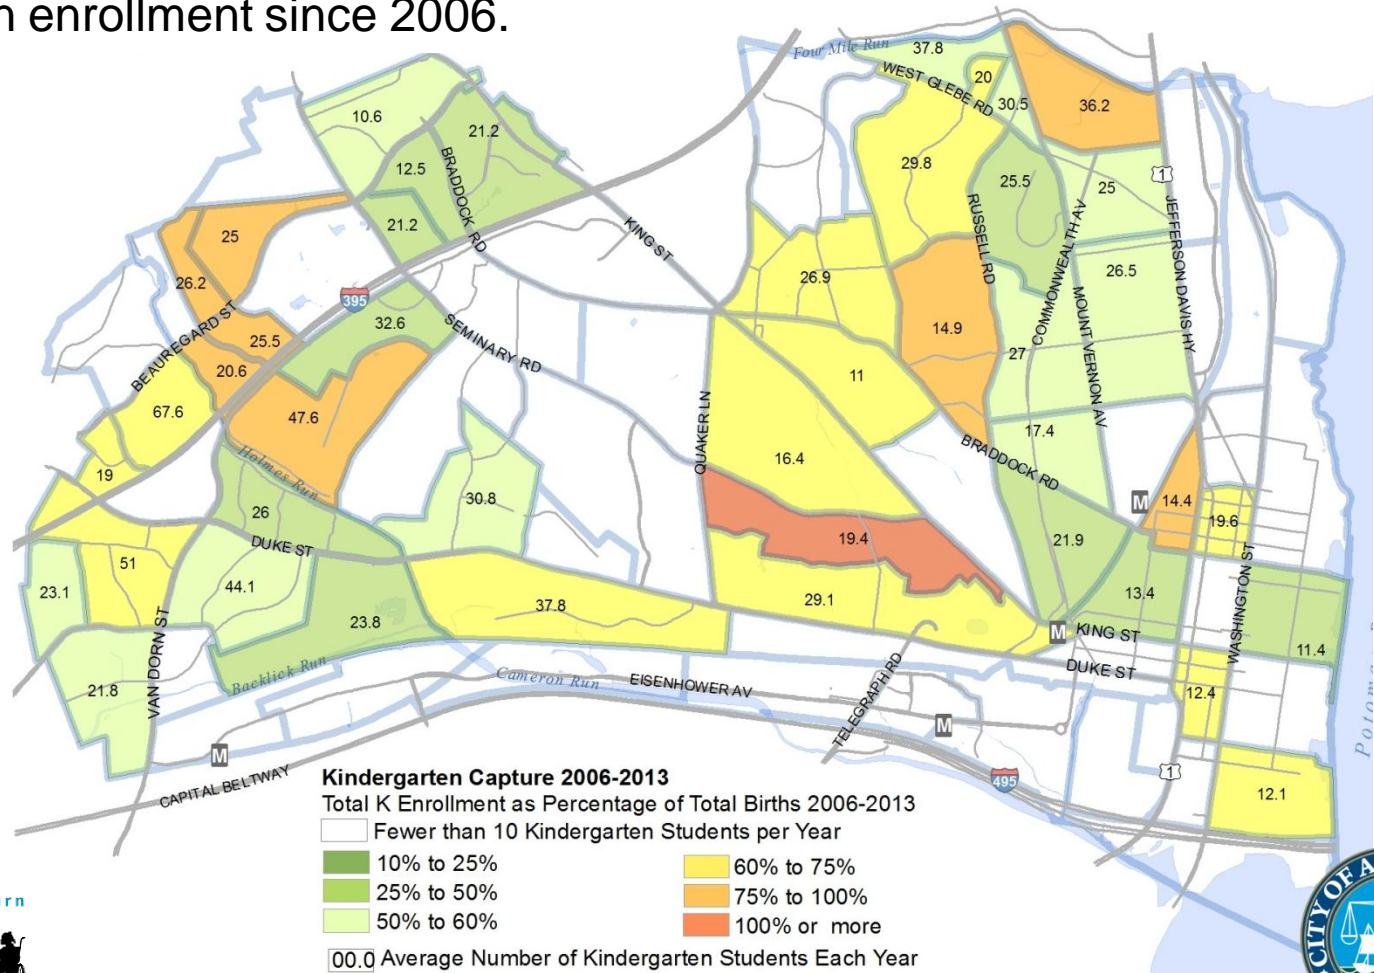 n enrollment since 2006.
Four Mile Run
37.8
WEST GLEBE RD
20
30.5
36.2
10.6
21.2
BRADDOCK RD
12.5
29.8
25.5
25
1
21.2
KING ST
RUSSELL RD
COMMONWEALTH AV
JEFFERSON DAVIS HY
25
26.2
26.9
26.5
395
BEAUREGARD ST
32.6
SEMINARY RD
14.9
MOUNT VERNON AV
25.5
27
20.6
11
67.6
47.6
QUAKER LN
17.4
BRADDOCK RD
16.4
19
Holmes Run
30.8
M
14.4
19.6
26
DUKE ST
19.4
21.9
51
WASHINGTON ST
23.1
44.1
13.4
37.8
29.1
23.8
M
KING ST
11.4
VAN DORN ST
DUKE ST
Backlick Run
Cameron Run
EISENHOWER AV
TELEGRAPH RD
21.8
12.4
M
M
1
CAPITAL BELTWAY
495
12.1
Kindergarten Capture 2006-2013
Total K Enrollment as Percentage of Total Births 2006-2013
Fewer than 10 Kindergarten Students per Year
10% to 25%
60% to 75%
25% to 50%
75% to 100%
50% to 60%
100% or more
00.0 Average Number of Kindergarten Students Each Year
rn
CITY OF A